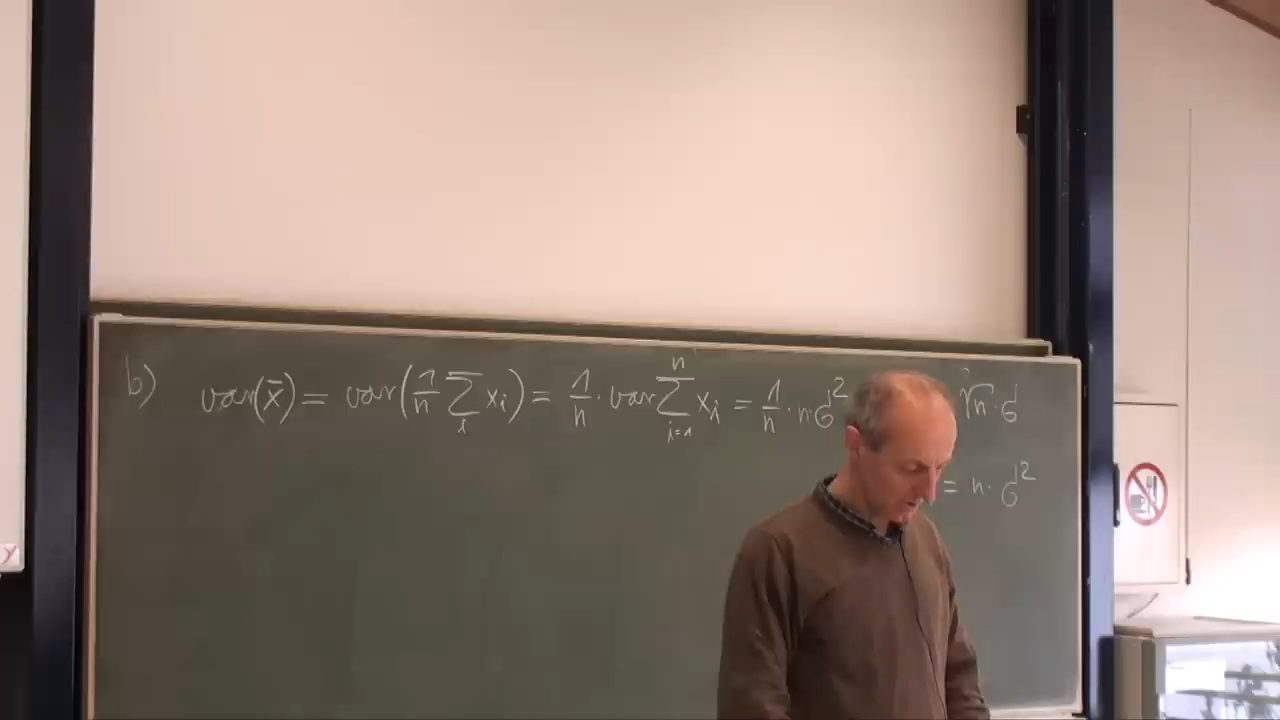 b) var(x̄) = var(1/n ∑_i x_i) = 1/n · var ∑_{i=1}^{n} x_i = 1/n · n σ² √n · σ
= n · σ²